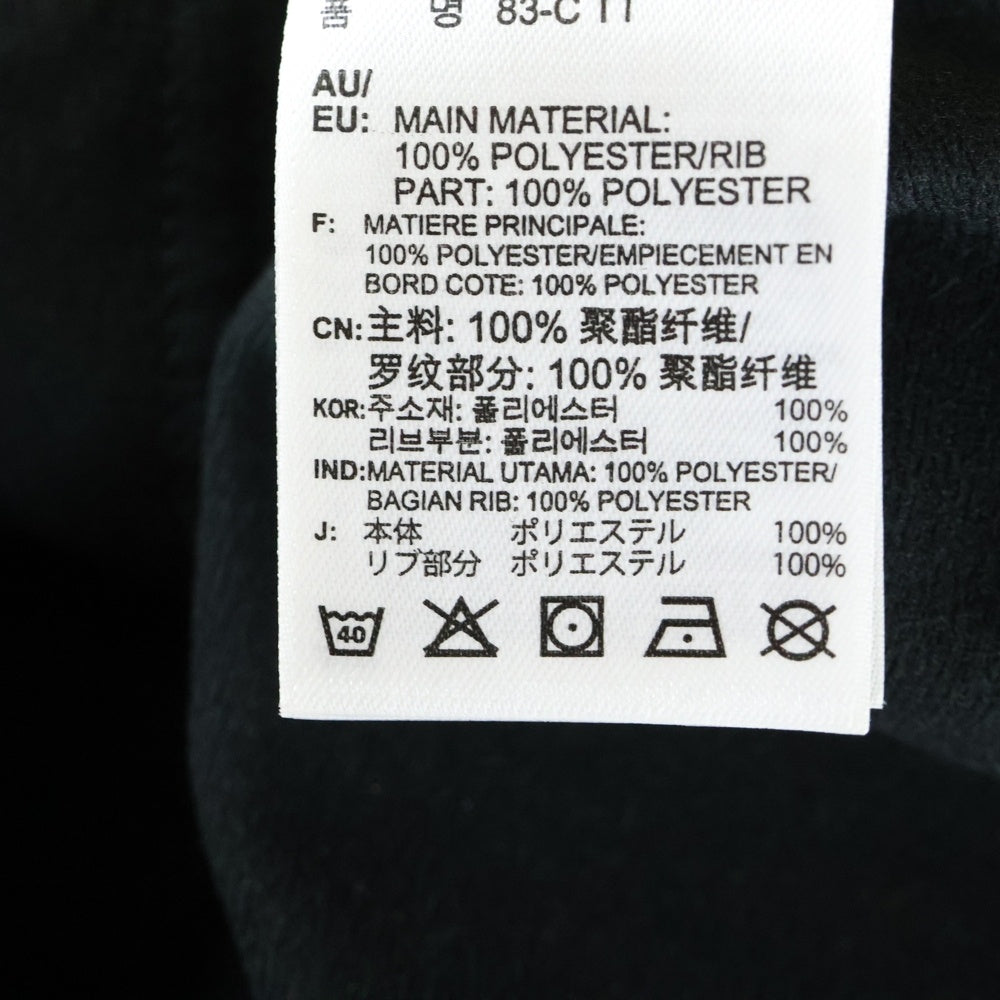 품 명 83-C TT
AU/
EU: MAIN MATERIAL:
100% POLYESTER/RIB
PART: 100% POLYESTER
F: MATIERE PRINCIPALE:
100% POLYESTER/EMPIECEMENT EN
BORD COTE: 100% POLYESTER
CN: 主料: 100% 聚酯纤维/
罗纹部分: 100% 聚酯纤维
KOR: 주소재: 폴리에스터 100%
리브부분: 폴리에스터 100%
IND: MATERIAL UTAMA: 100% POLYESTER/
BAGIAN RIB: 100% POLYESTER
J: 本体 ポリエステル 100%
リブ部分 ポリエステル 100%
40